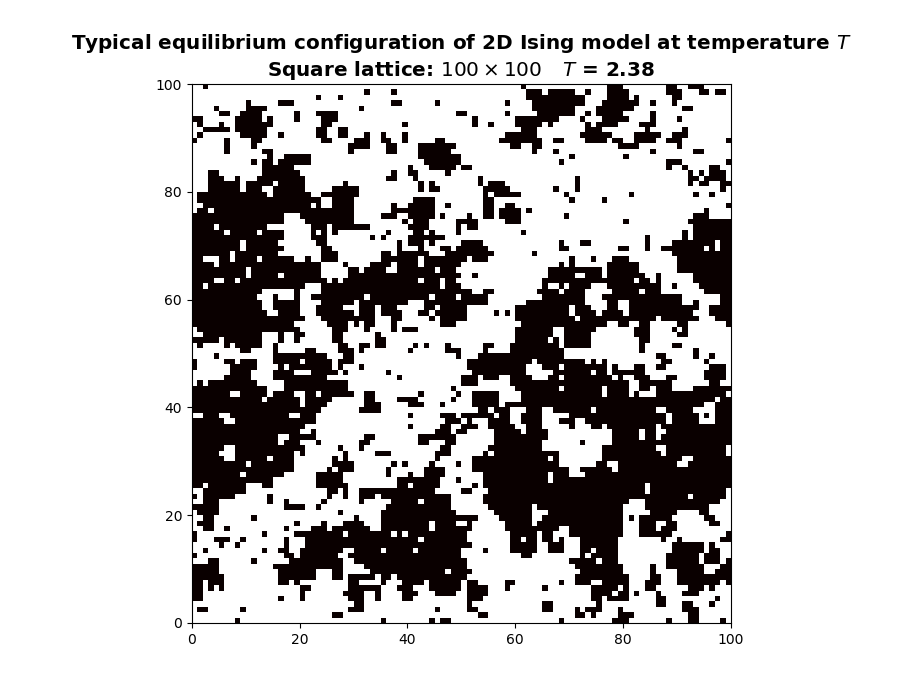 Typical equilibrium configuration of 2D Ising model at temperature T
Square lattice: 100 × 100 T = 2.38
100
80
60
40
20
0
0 20 40 60 80 100